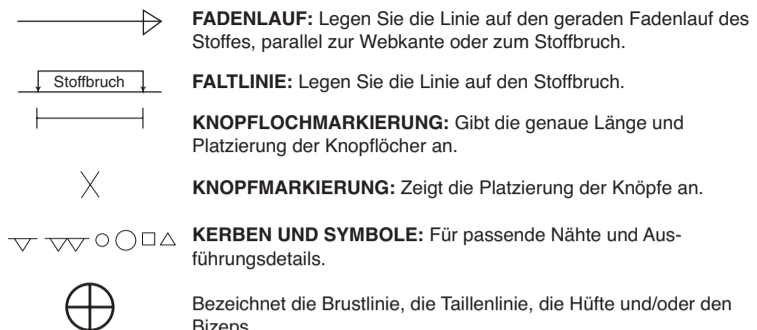 FADENLAUF: Legen Sie die Linie auf den geraden Fadenlauf des
Stoffes, parallel zur Webkante oder zum Stoffbruch.
Stoffbruch
FALTLINIE: Legen Sie die Linie auf den Stoffbruch.
KNOPFLOCHMARKIERUNG: Gibt die genaue Länge und
Platzierung der Knopflöcher an.
KNOPFMARKIERUNG: Zeigt die Platzierung der Knöpfe an.
KERBEN UND SYMBOLE: Für passende Nähte und Aus-
führungsdetails.
Bezeichnet die Brustlinie, die Taillenlinie, die Hüfte und/oder den
Bizeps